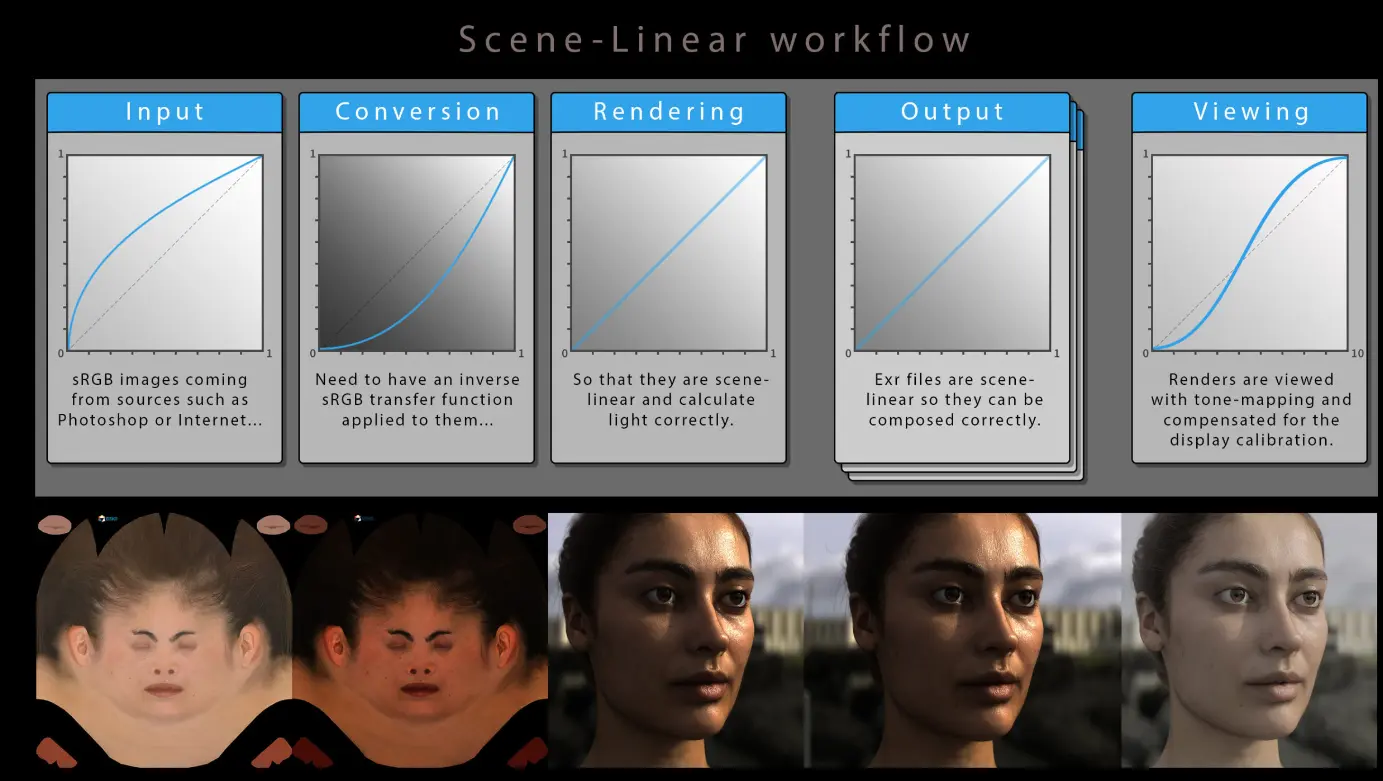 Scene-Linear workflow
Input
1
0
1
sRGB images coming
from sources such as
Photoshop or Internet...
Conversion
1
0
1
Need to have an inverse
sRGB transfer function
applied to them...
Rendering
1
0
1
So that they are scene-
linear and calculate
light correctly.
Output
1
0
1
Exr files are scene-
linear so they can be
composed correctly.
Viewing
1
0
10
Renders are viewed
with tone-mapping and
compensated for the
display calibration.